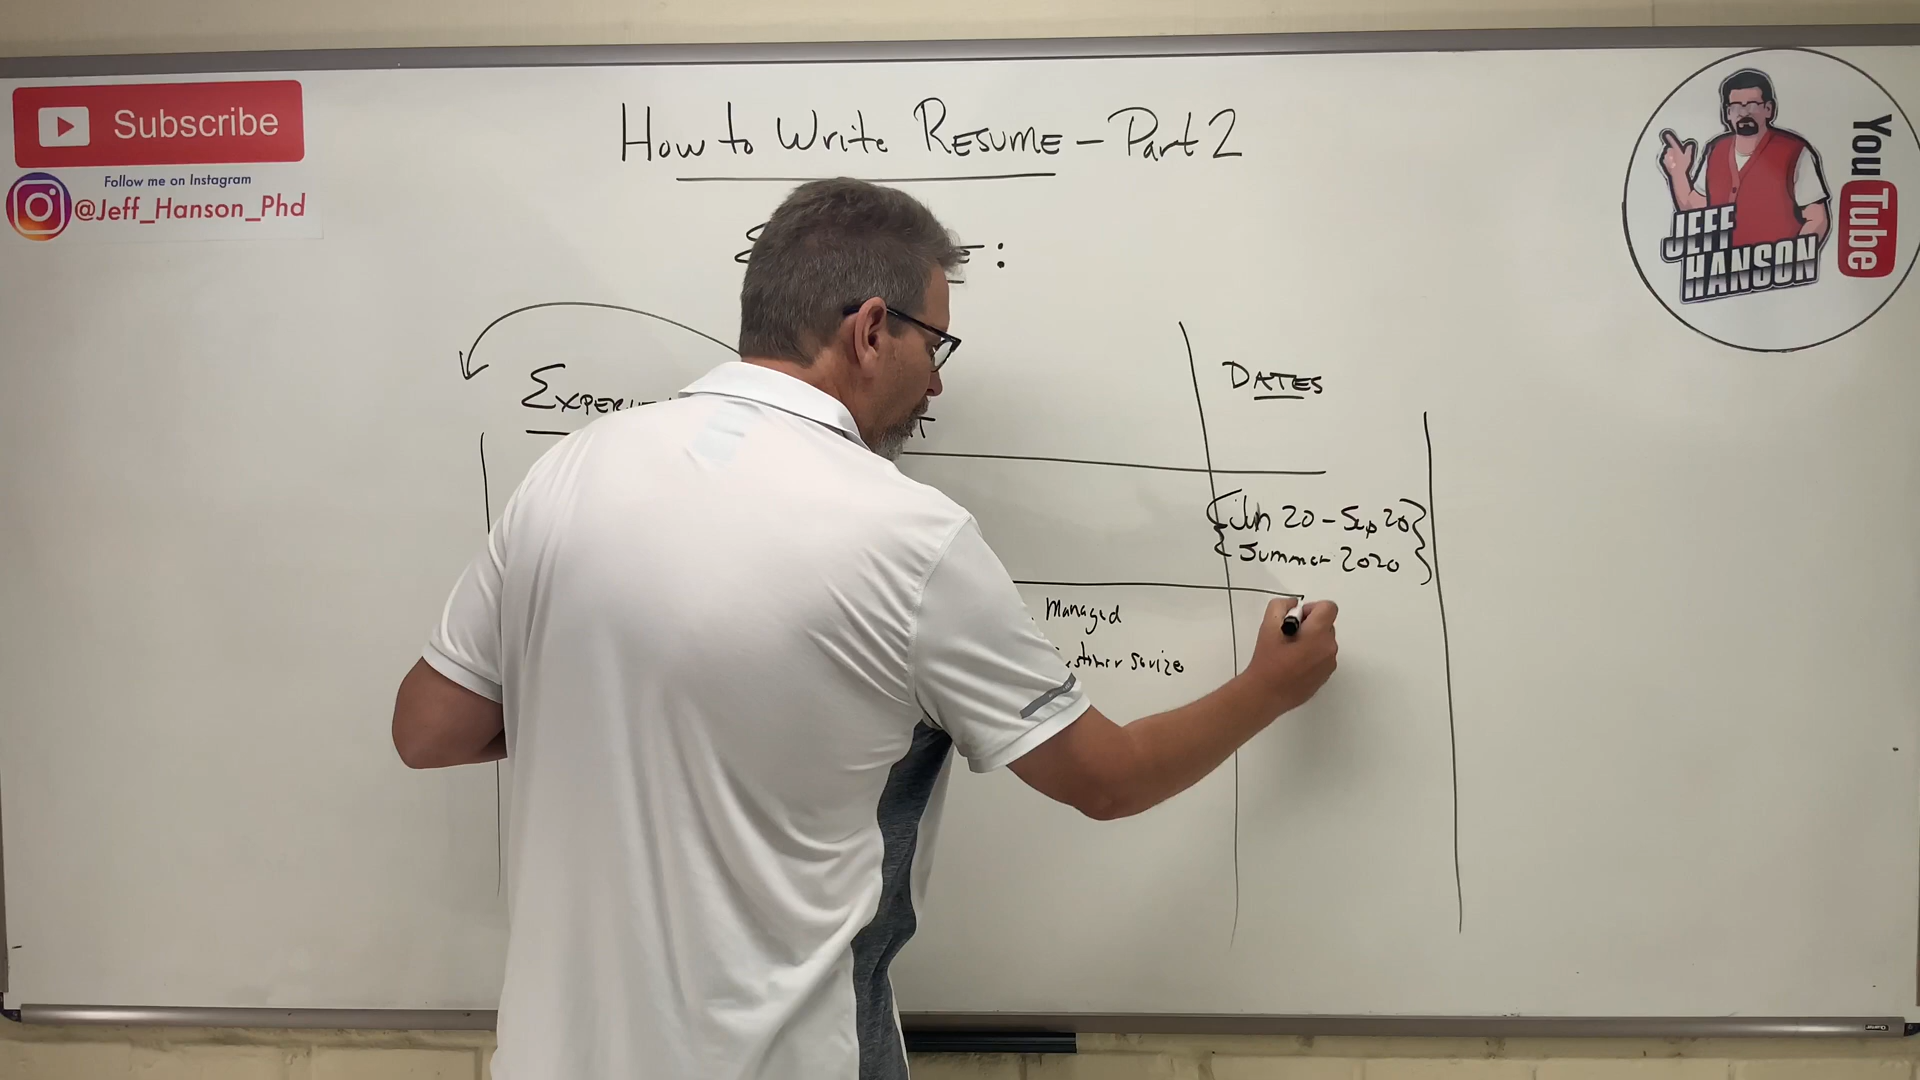 Subscribe
Follow me on Instagram
@Jeff_Hanson_Phd
How to Write RESUME - Part 2
YouTube
JEFF
HANSON
DATES
Jun 20 - Sep 20
Summer 2020
Managed